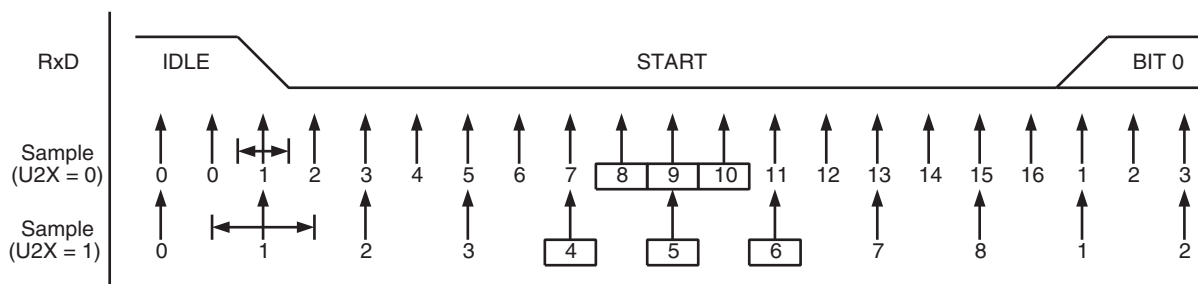 RxD IDLE START BIT 0
Sample
(U2X = 0)
0 0 1 2 3 4 5 6 7 8 9 10 11 12 13 14 15 16 1 2 3
Sample
(U2X = 1)
0 1 2 3 4 5 6 7 8 1 2